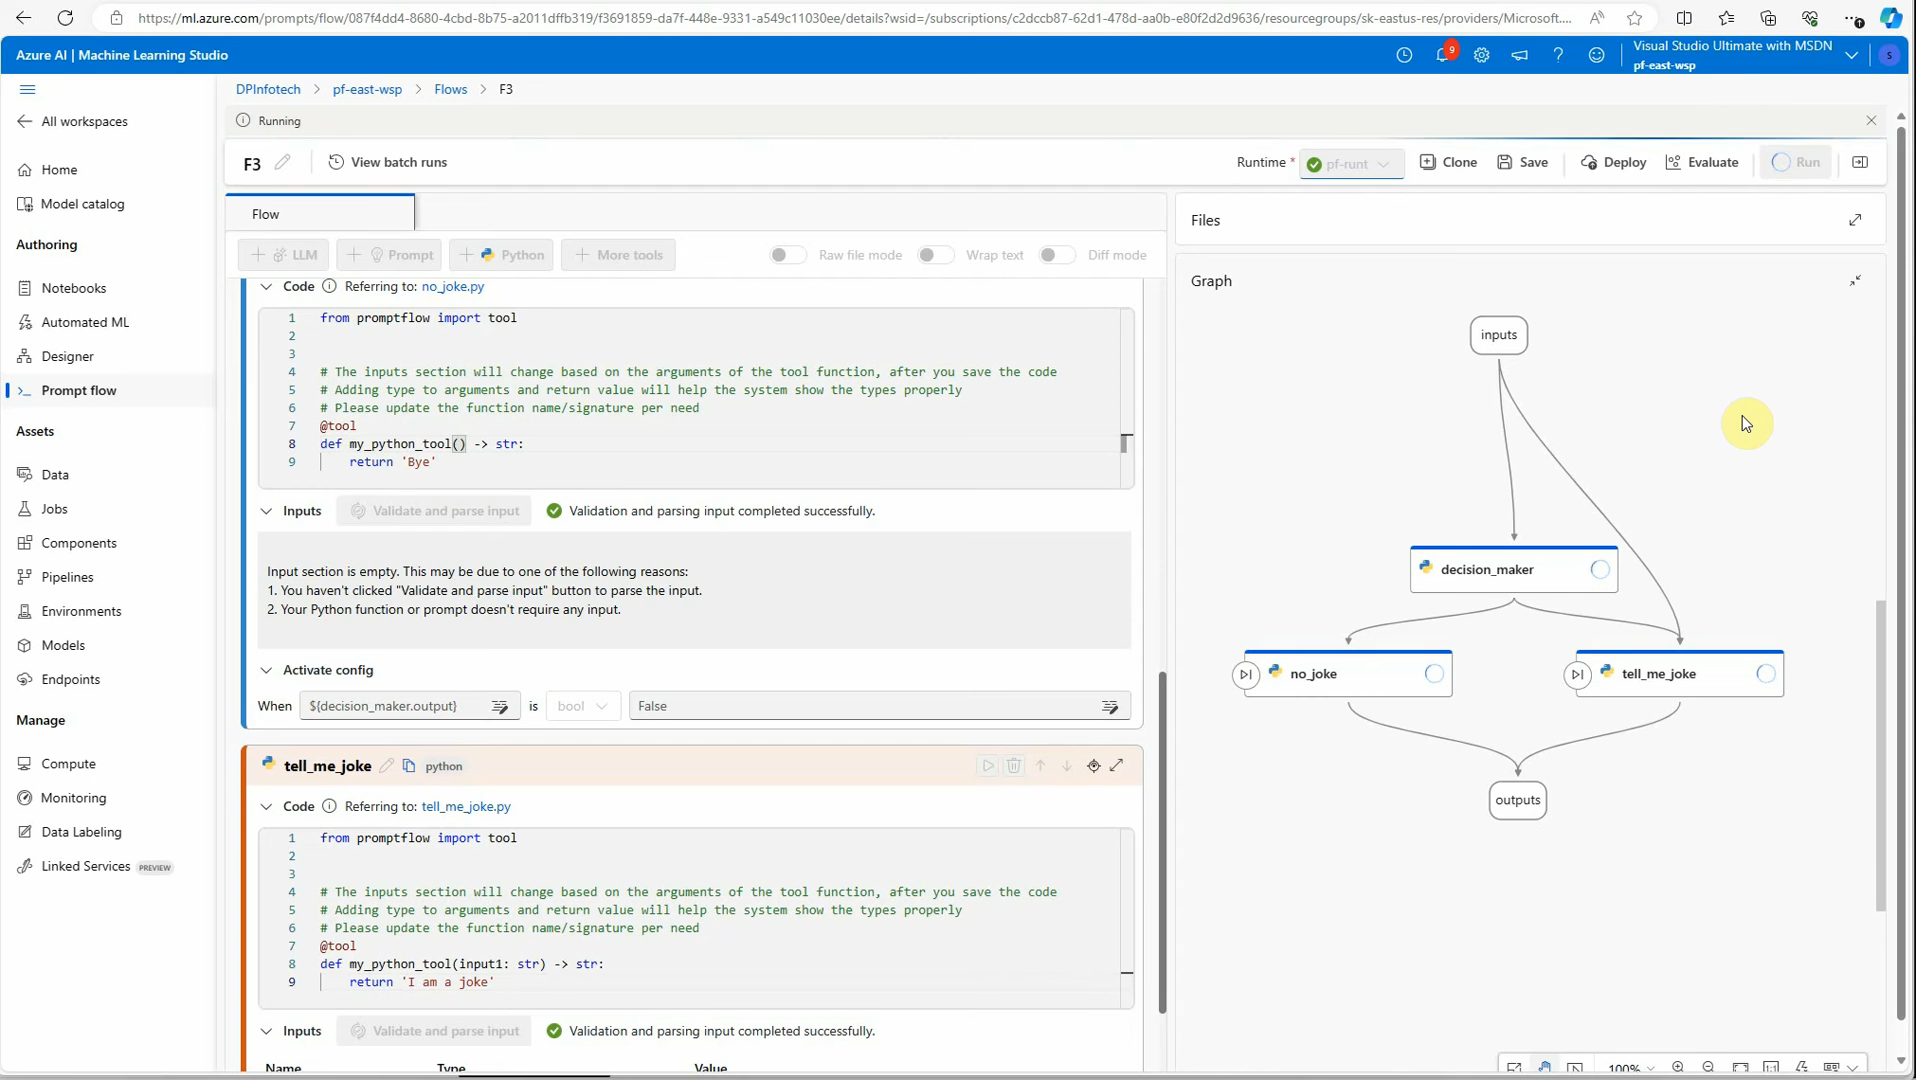 https://ml.azure.com/prompts/flow/087f4dd4-8680-4cbd-8b75-a2011dffb319/f3691859-da7f-448e-9331-a549c11030ee/details?wsid=/subscriptions/c2dccb87-62d1-478d-aa0b-e80f2d2d9636/resourcegroups/sk-eastus-res/providers/Microsoft....
Azure AI | Machine Learning Studio
9
Visual Studio Ultimate with MSDN
pf-east-wsp
S
DPInfotech > pf-east-wsp > Flows > F3
Running
All workspaces
Home
Model catalog
Authoring
Notebooks
Automated ML
Designer
Prompt flow
Assets
Data
Jobs
Components
Pipelines
Environments
Models
Endpoints
Manage
Compute
Monitoring
Data Labeling
Linked Services PREVIEW
F3
View batch runs
Runtime *
pf-runt
Clone
Save
Deploy
Evaluate
Run
Flow
LLM
Prompt
Python
More tools
Raw file mode
Wrap text
Diff mode
Code Referring to: no_joke.py
1 from promptflow import tool
2
3
4 # The inputs section will change based on the arguments of the tool function, after you save the code
5 # Adding type to arguments and return value will help the system show the types properly
6 # Please update the function name/signature per need
7 @tool
8 def my_python_tool() -> str:
9 return 'Bye'
Inputs
Validate and parse input
Validation and parsing input completed successfully.
Input section is empty. This may be due to one of the following reasons:
1. You haven't clicked "Validate and parse input" button to parse the input.
2. Your Python function or prompt doesn't require any input.
Activate config
When ${decision_maker.output} is bool False
tell_me_joke python
Code Referring to: tell_me_joke.py
1 from promptflow import tool
2
3
4 # The inputs section will change based on the arguments of the tool function, after you save the code
5 # Adding type to arguments and return value will help the system show the types properly
6 # Please update the function name/signature per need
7 @tool
8 def my_python_tool(input1: str) -> str:
9 return 'I am a joke'
Inputs
Validate and parse input
Validation and parsing input completed successfully.
Name Type Value
Files
Graph
inputs
decision_maker
no_joke
tell_me_joke
outputs
100%
1:1